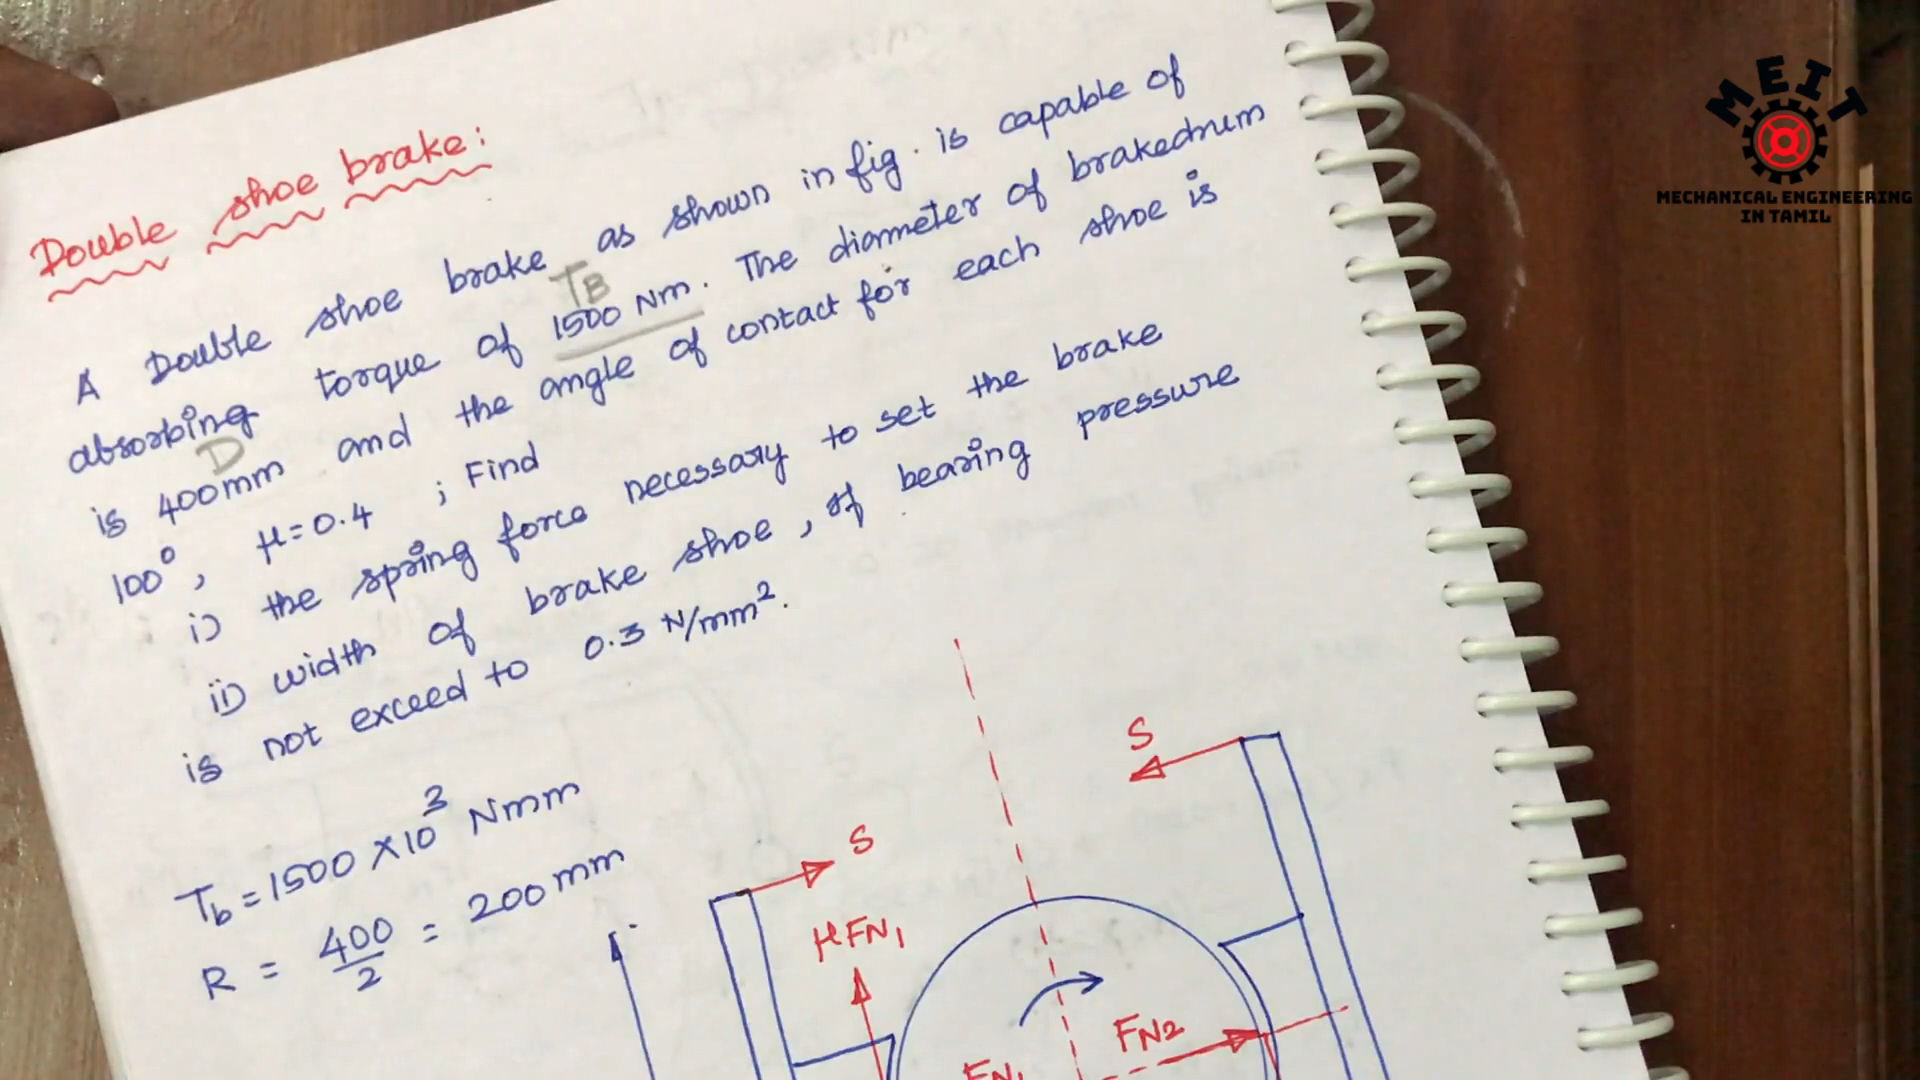 Double shoe brake:
A Double shoe brake as shown in fig. is capable of
TB
absorbing torque of 1500 Nm. The diameter of brakedrum
D
is 400mm and the angle of contact for each shoe is
100°, μ=0.4 ; Find
i) the spring force necessary to set the brake
ii) width of brake shoe, if bearing pressure
is not exceed to 0.3 N/mm².
Tb = 1500 ×10³ Nmm
R = 400/2 = 200mm
S
S
μFN1
FN2
FN1
MEIT
MECHANICAL ENGINEERING
IN TAMIL